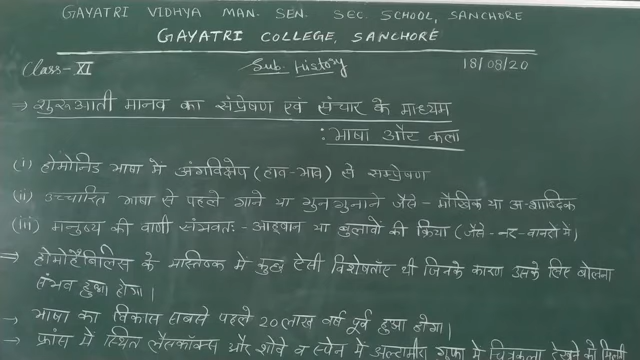 GAYATRI VIDHYA MAN. SEN. SEC. SCHOOL, SANCHORE
GAYATRI COLLEGE, SANCHORE
Class-XI Sub. History 18/08/20
→ शुरुआती मानव का संप्रेषण एवं संचार के माध्यम
: भाषा और कला
(i) होमोनिड भाषा में अंगविक्षेप (हाव-भाव) से सम्प्रेषण
(ii) उच्चारित भाषा से पहले गाने या गुनगुनाने जैसे - मौखिक या अ-शाब्दिक
(iii) मनुष्य की वाणी संभवतः - आह्वान या बुलावों की क्रिया (जैसे - नर-वानरो में)
⇒ होमोहैबिलिस के मस्तिष्क में कुछ ऐसी विशेषताएँ थी जिनके कारण उसके लिए बोलना
संभव हुआ होगा।
→ भाषा का विकास सबसे पहले 20 लाख वर्ष पूर्व हुआ होगा।
→ फ्रांस में स्थित लैसकॉक्स और शोवे व स्पेन में अल्टामीरा गुफा में चित्रकला देखने को मिलती